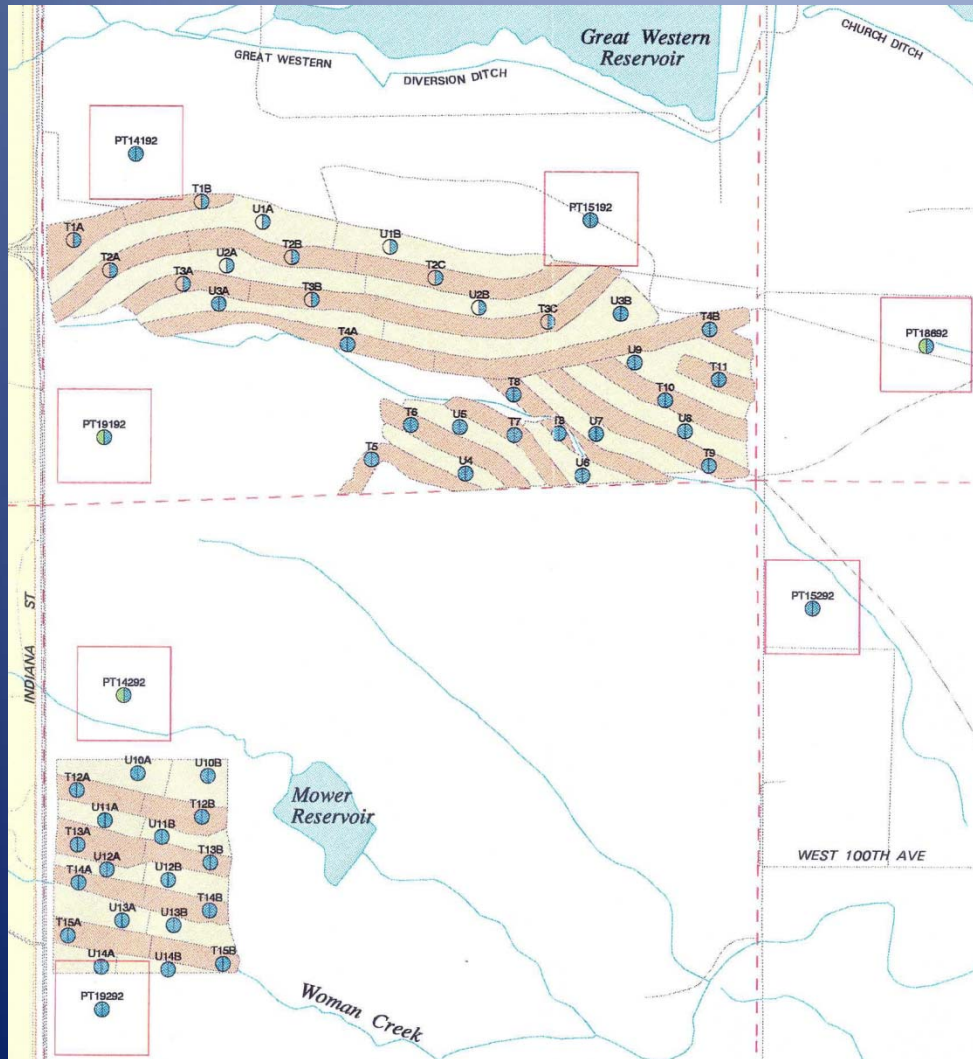 Great Western
Reservoir
CHURCH DITCH
GREAT WESTERN
DIVERSION DITCH
PT14192
T1B
U1A
PT15192
T1A
U1B
T2A
U2A
T2B
T2C
T3A
U3A
T3B
U2B
T3C
U3B
T4B
T4A
PT18692
U9
T11
T8
T10
PT19192
T6
U5
T7
U7
U8
T5
U4
U6
T9
INDIANA ST
PT15292
PT14292
U10A
U10B
T12A
Mower
Reservoir
U11A
T12B
U11B
T13A
T13B
WEST 100TH AVE
U12A
U12B
T14A
T14B
U13A
U13B
T15A
U14A
U14B
T15B
PT19292
Woman Creek